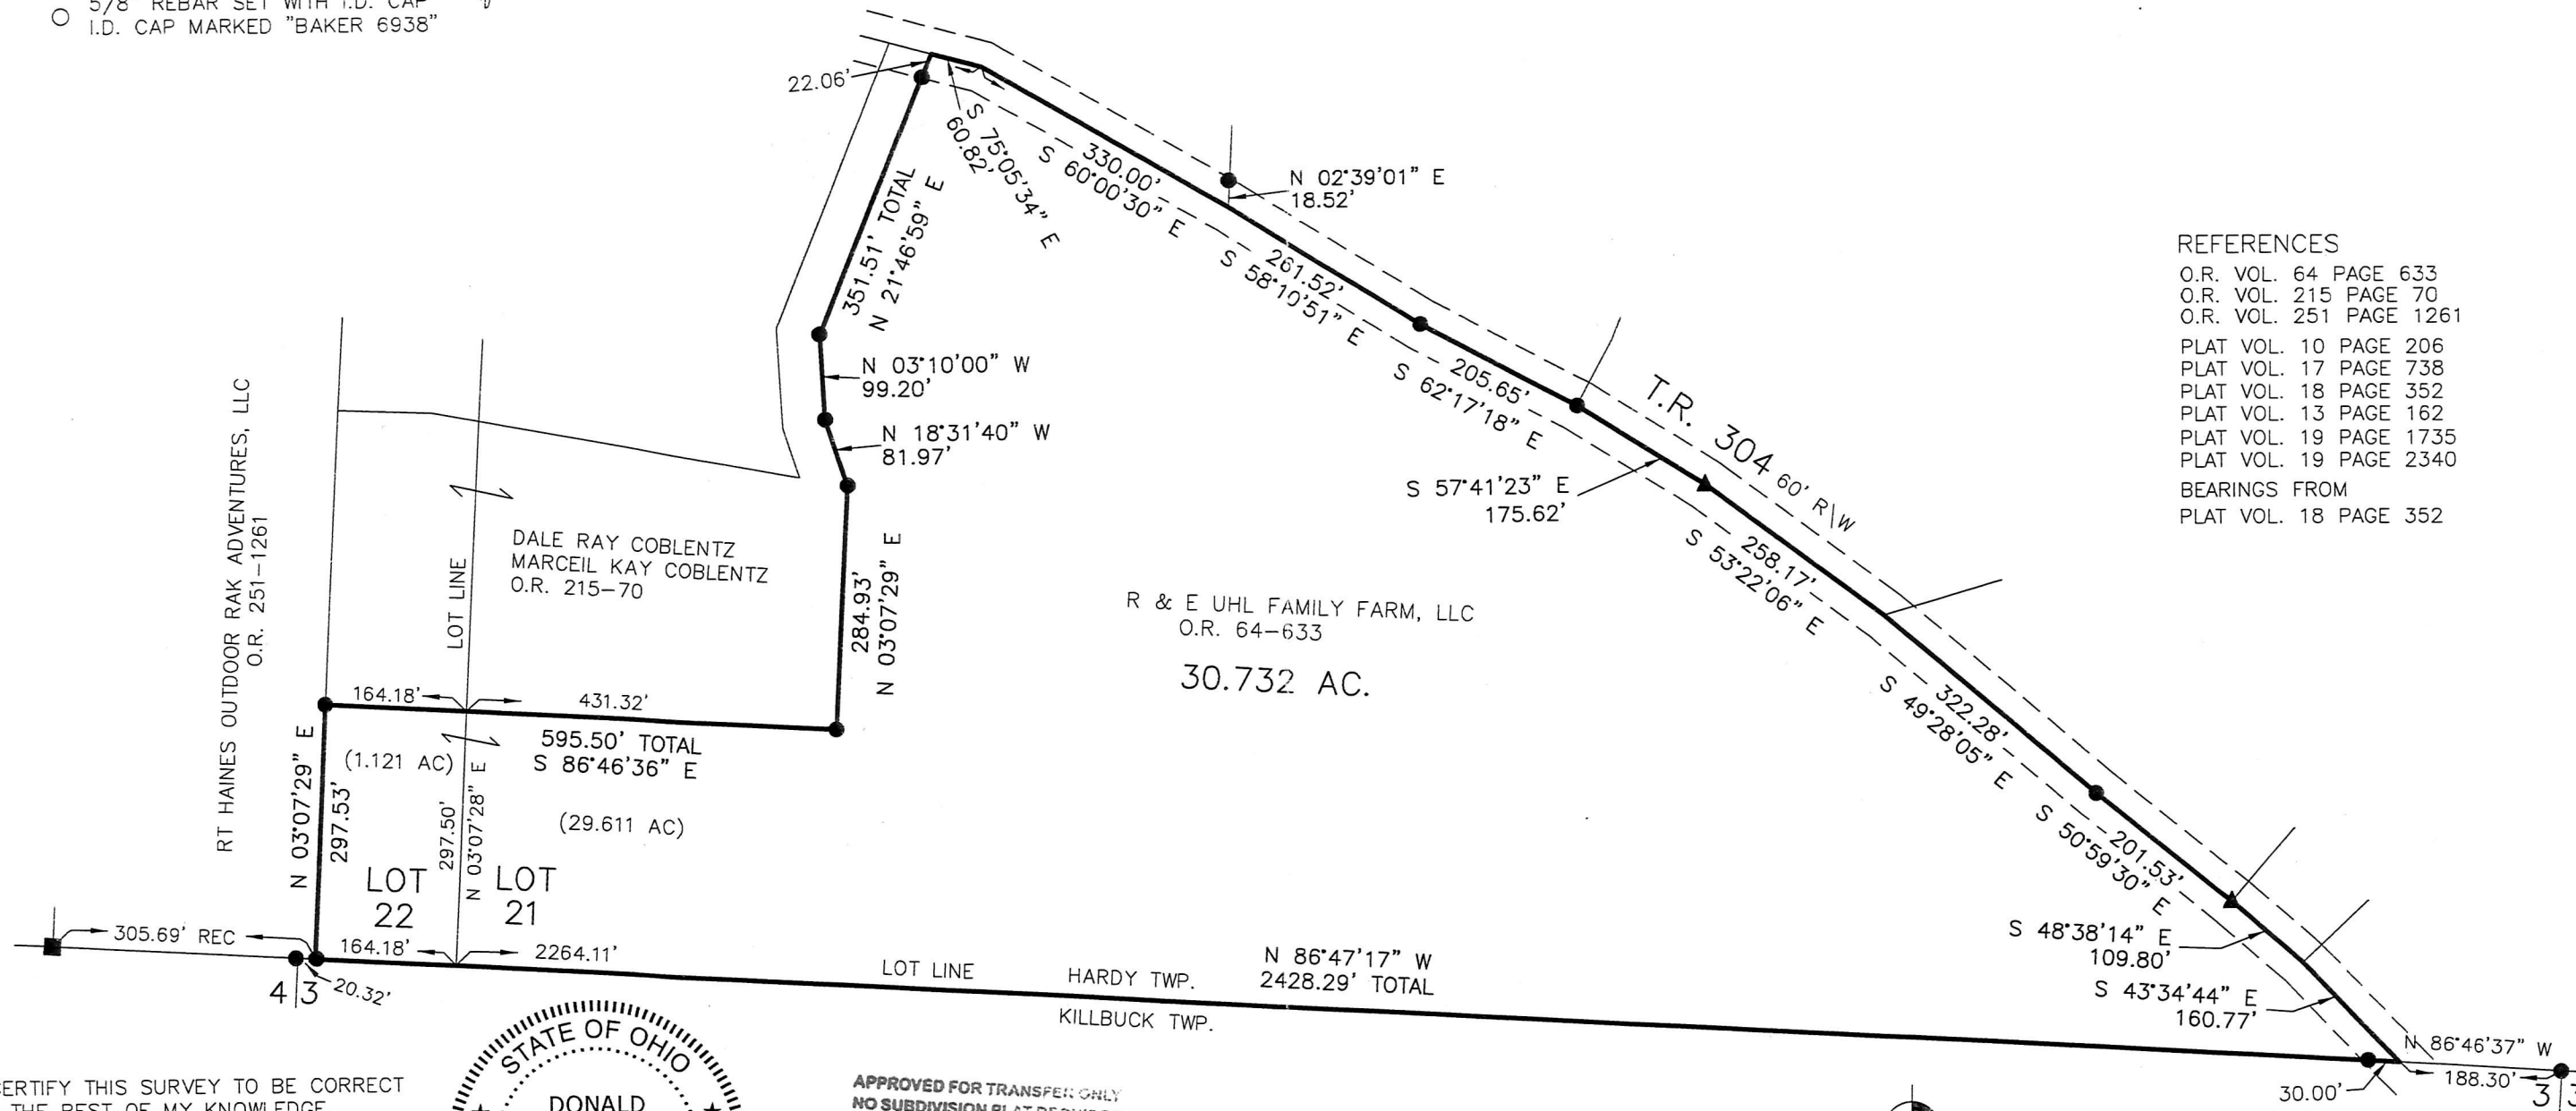 5/8" REBAR SET WITH I.D. CAP
I.D. CAP MARKED "BAKER 6938"
22.06'
S 75°05'34" E
60.82'
330.00'
S 60°00'30" E
N 02°39'01" E
18.52'
261.52'
S 58°10'51" E
205.65'
S 62°17'18" E
T.R. 304 60' R\W
S 57°41'23" E
175.62'
258.17'
S 53°22'06" E
322.28'
S 49°28'05" E
201.53'
S 50°59'30" E
S 48°38'14" E
109.80'
S 43°34'44" E
160.77'
N 86°46'37" W
188.30'
30.00'
REFERENCES
O.R. VOL. 64 PAGE 633
O.R. VOL. 215 PAGE 70
O.R. VOL. 251 PAGE 1261
PLAT VOL. 10 PAGE 206
PLAT VOL. 17 PAGE 738
PLAT VOL. 18 PAGE 352
PLAT VOL. 13 PAGE 162
PLAT VOL. 19 PAGE 1735
PLAT VOL. 19 PAGE 2340
BEARINGS FROM
PLAT VOL. 18 PAGE 352
351.51' TOTAL
N 21°46'59" E
N 03°10'00" W
99.20'
N 18°31'40" W
81.97'
284.93'
N 03°07'29" E
RT HAINES OUTDOOR RAK ADVENTURES, LLC
O.R. 251-1261
LOT LINE
DALE RAY COBLENTZ
MARCEIL KAY COBLENTZ
O.R. 215-70
R & E UHL FAMILY FARM, LLC
O.R. 64-633
30.732 AC.
164.18'
431.32'
595.50' TOTAL
S 86°46'36" E
(1.121 AC)
(29.611 AC)
N 03°07'29" E
297.53'
297.50'
N 03°07'28" E
LOT
22
LOT
21
305.69' REC
164.18'
2264.11'
4|3
20.32'
LOT LINE
HARDY TWP.
N 86°47'17" W
2428.29' TOTAL
KILLBUCK TWP.
3
CERTIFY THIS SURVEY TO BE CORRECT
THE BEST OF MY KNOWLEDGE
STATE OF OHIO
DONALD
APPROVED FOR TRANSFER ONLY
NO SUBDIVISION PLAT